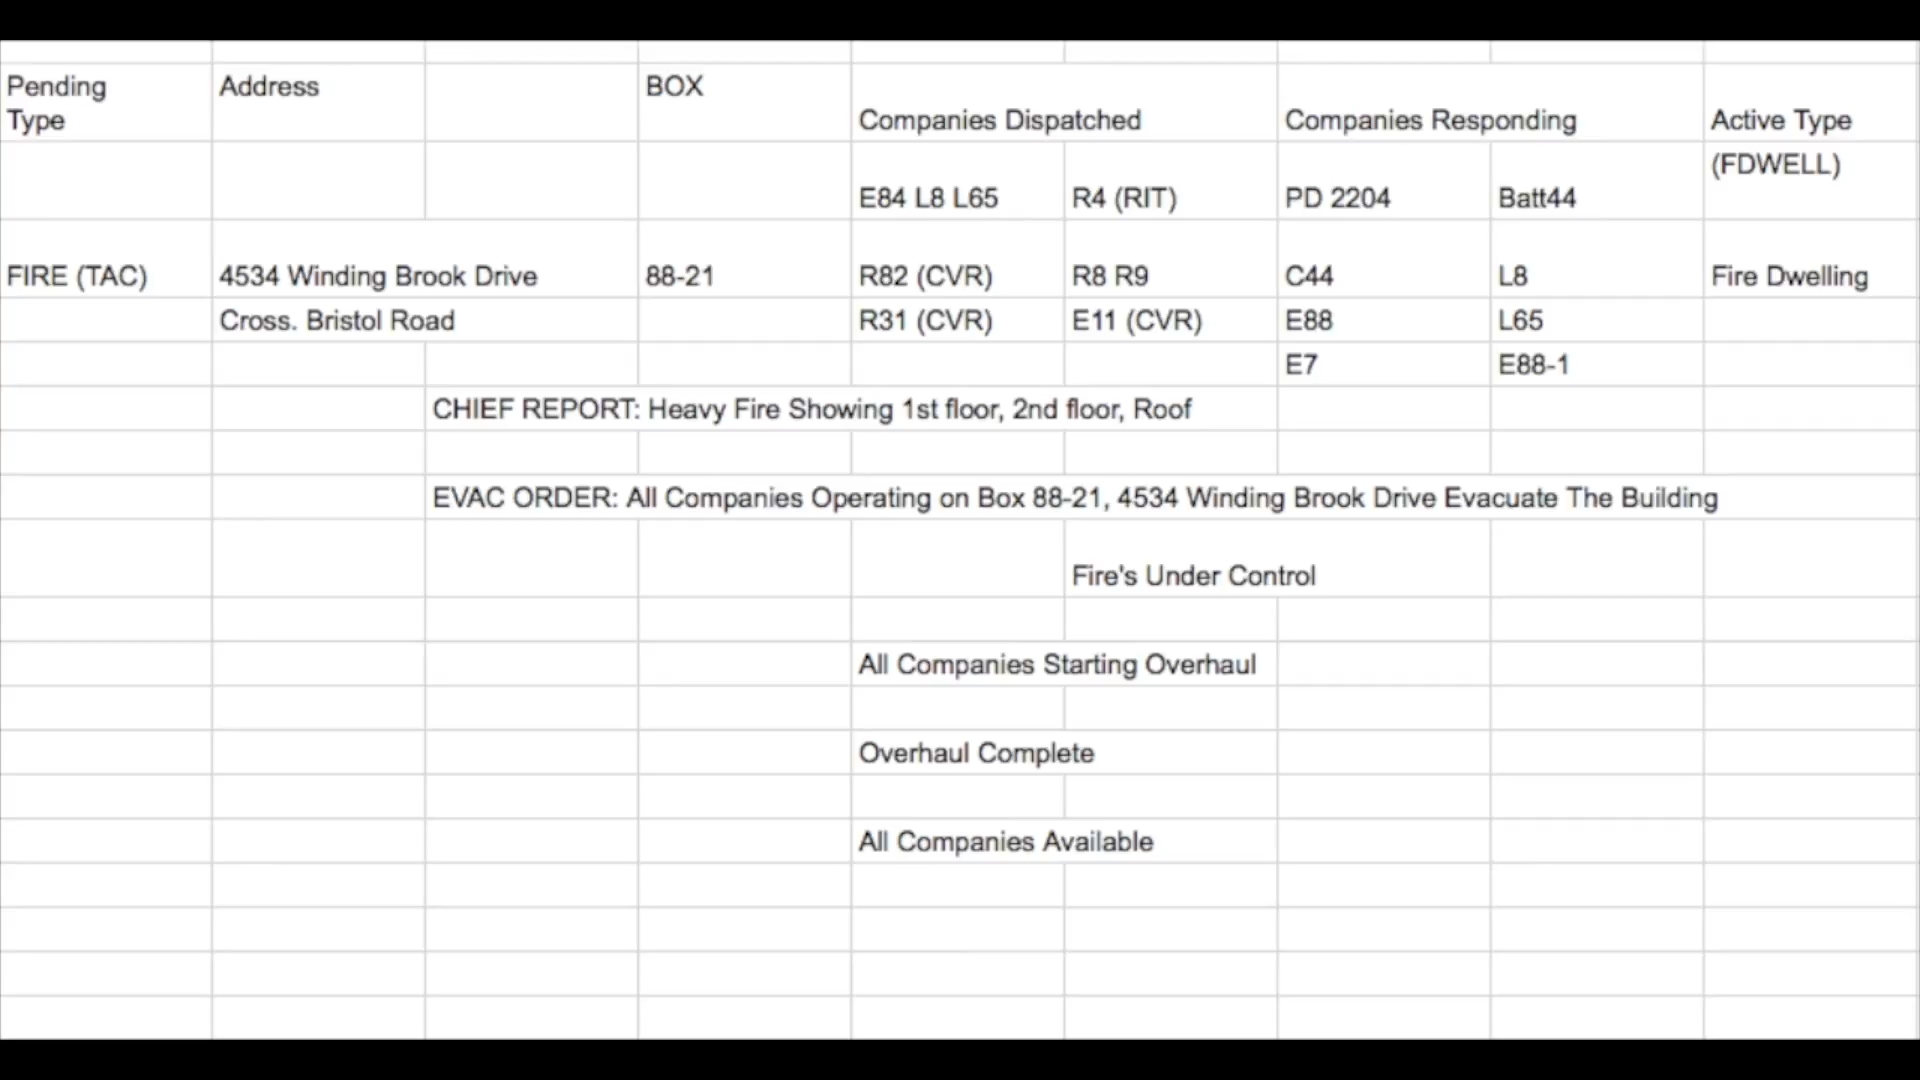 Pending Type
Address
BOX
Companies Dispatched
Companies Responding
Active Type
(FDWELL)
E84 L8 L65
R4 (RIT)
PD 2204
Batt44
FIRE (TAC)
4534 Winding Brook Drive
88-21
R82 (CVR)
R8 R9
C44
L8
Fire Dwelling
Cross. Bristol Road
R31 (CVR)
E11 (CVR)
E88
L65
E7
E88-1
CHIEF REPORT: Heavy Fire Showing 1st floor, 2nd floor, Roof
EVAC ORDER: All Companies Operating on Box 88-21, 4534 Winding Brook Drive Evacuate The Building
Fire's Under Control
All Companies Starting Overhaul
Overhaul Complete
All Companies Available